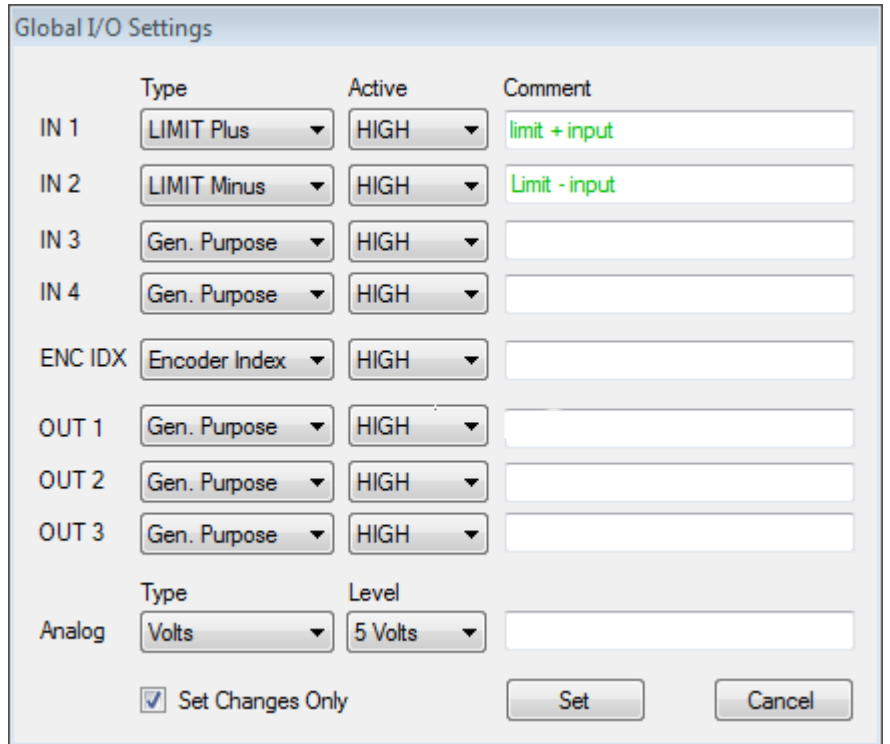 Global I/O Settings
Type Active Comment
IN 1 LIMIT Plus HIGH limit + input
IN 2 LIMIT Minus HIGH Limit - input
IN 3 Gen. Purpose HIGH
IN 4 Gen. Purpose HIGH
ENC IDX Encoder Index HIGH
OUT 1 Gen. Purpose HIGH
OUT 2 Gen. Purpose HIGH
OUT 3 Gen. Purpose HIGH
Type Level
Analog Volts 5 Volts
Set Changes Only Set Cancel